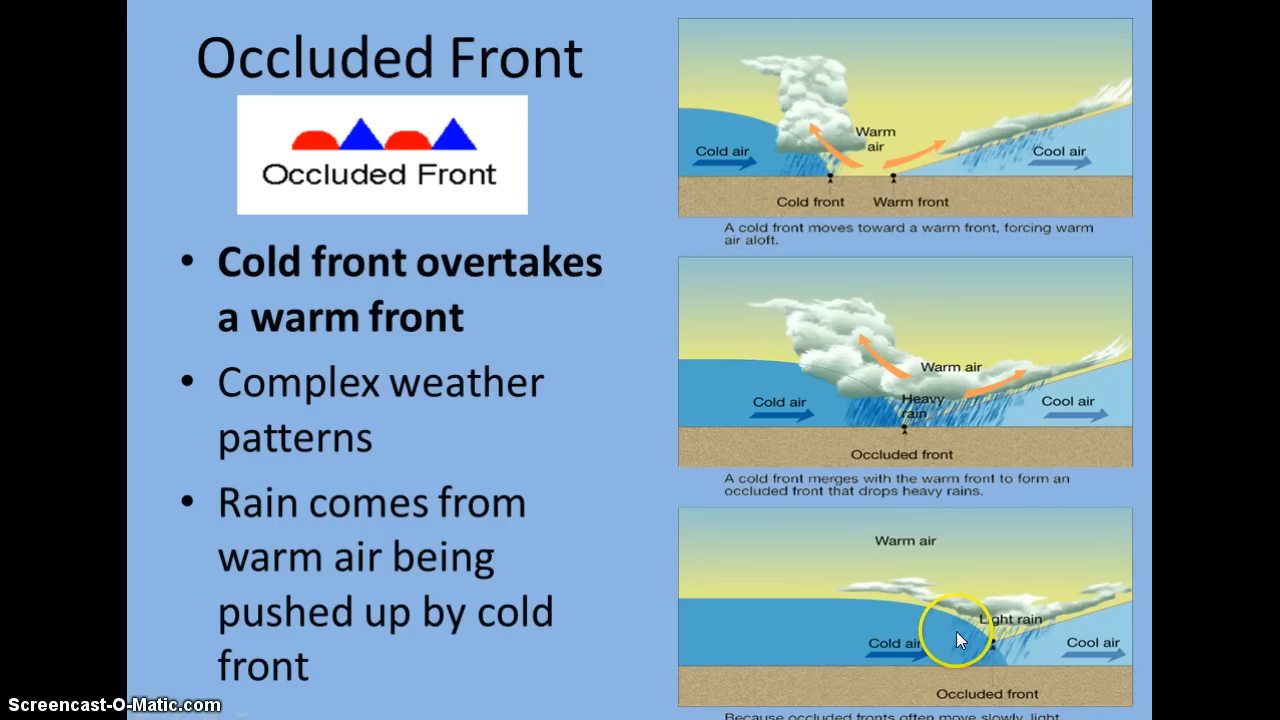 Occluded Front
Occluded Front
• Cold front overtakes
a warm front
• Complex weather
patterns
• Rain comes from
warm air being
pushed up by cold
front
Warm
air
Cold air
Cool air
Cold front
Warm front
A cold front moves toward a warm front, forcing warm
air aloft.
Warm air
Heavy
rain
Cold air
Cool air
Occluded front
A cold front merges with the warm front to form an
occluded front that drops heavy rains.
Warm air
Light rain
Cold air
Cool air
Occluded front
Because occluded fronts often move slowly, light
Screencast-O-Matic.com